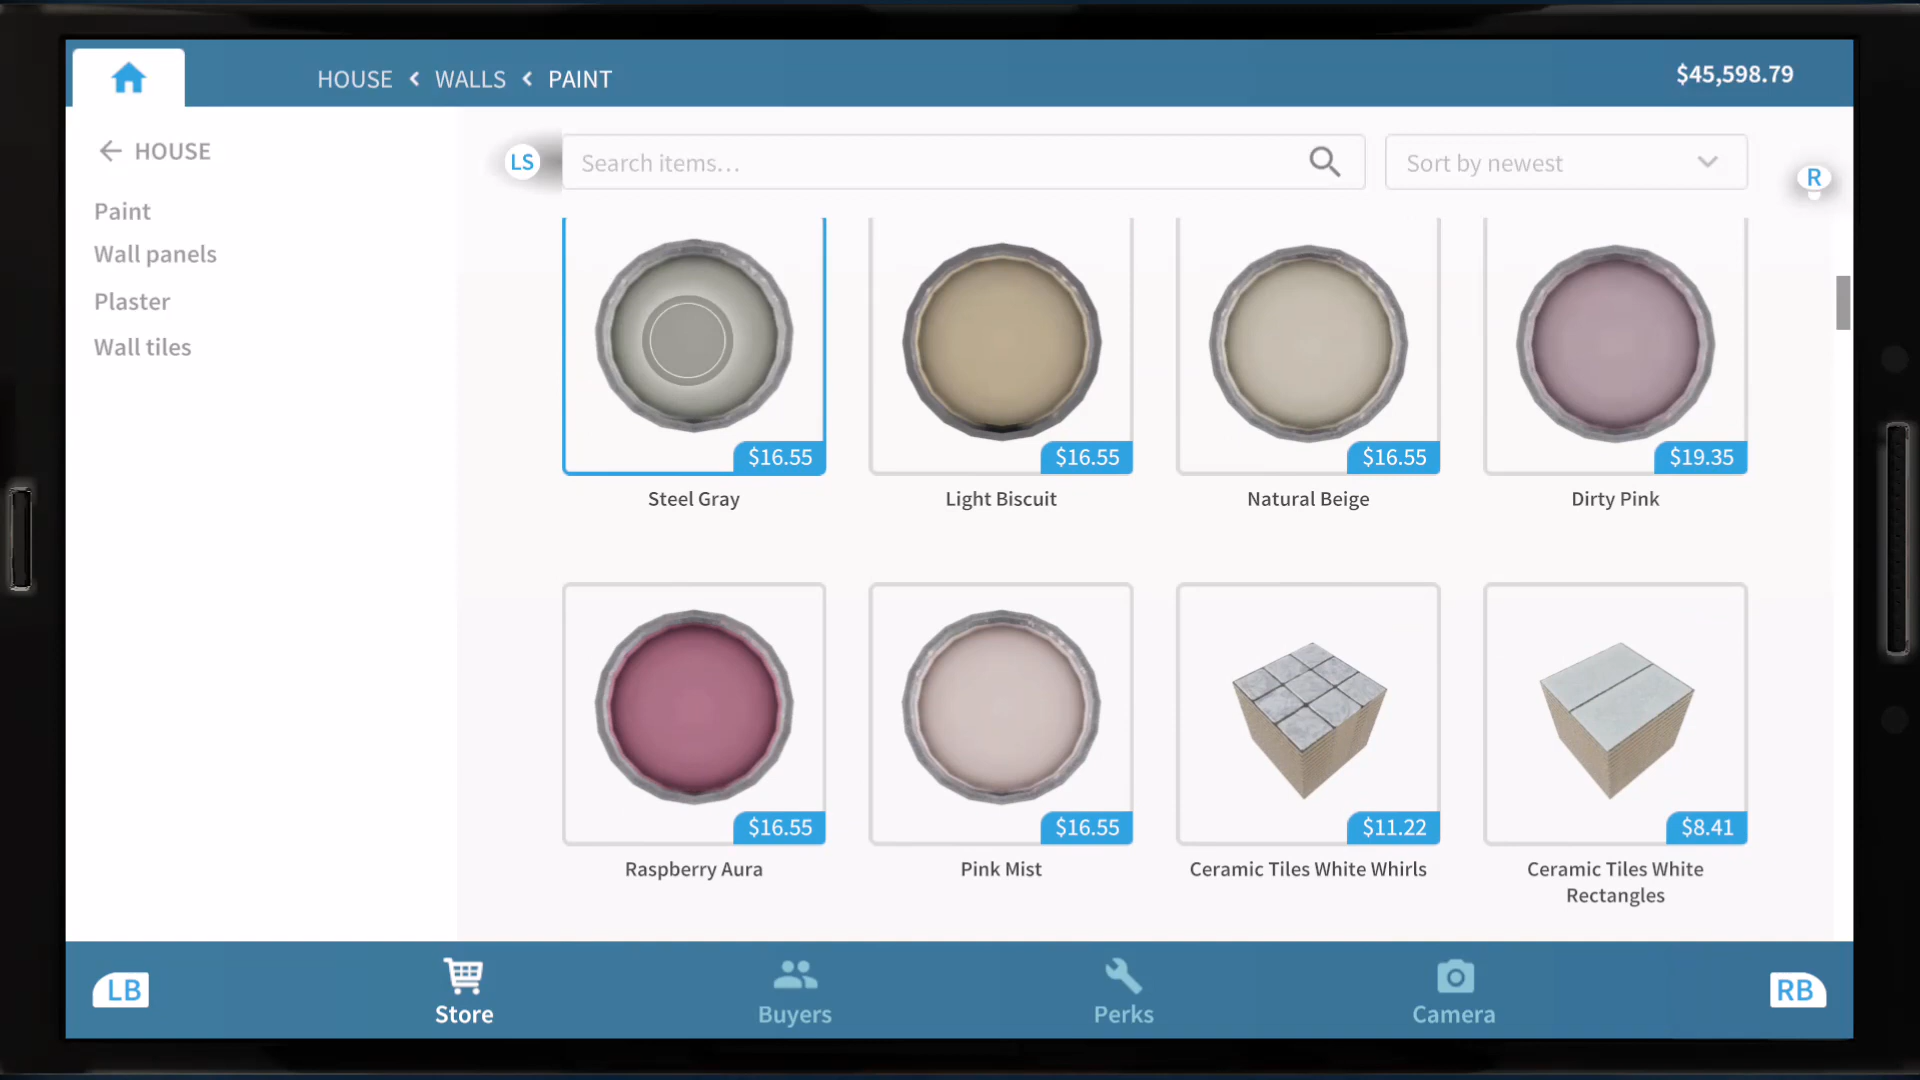 HOUSE < WALLS < PAINT
$45,598.79
HOUSE
Paint
Wall panels
Plaster
Wall tiles
LS
Search items...
Sort by newest
R
$16.55
$16.55
$16.55
$19.35
Steel Gray
Light Biscuit
Natural Beige
Dirty Pink
$16.55
$16.55
$11.22
$8.41
Raspberry Aura
Pink Mist
Ceramic Tiles White Whirls
Ceramic Tiles White
Rectangles
LB
Store
Buyers
Perks
Camera
RB